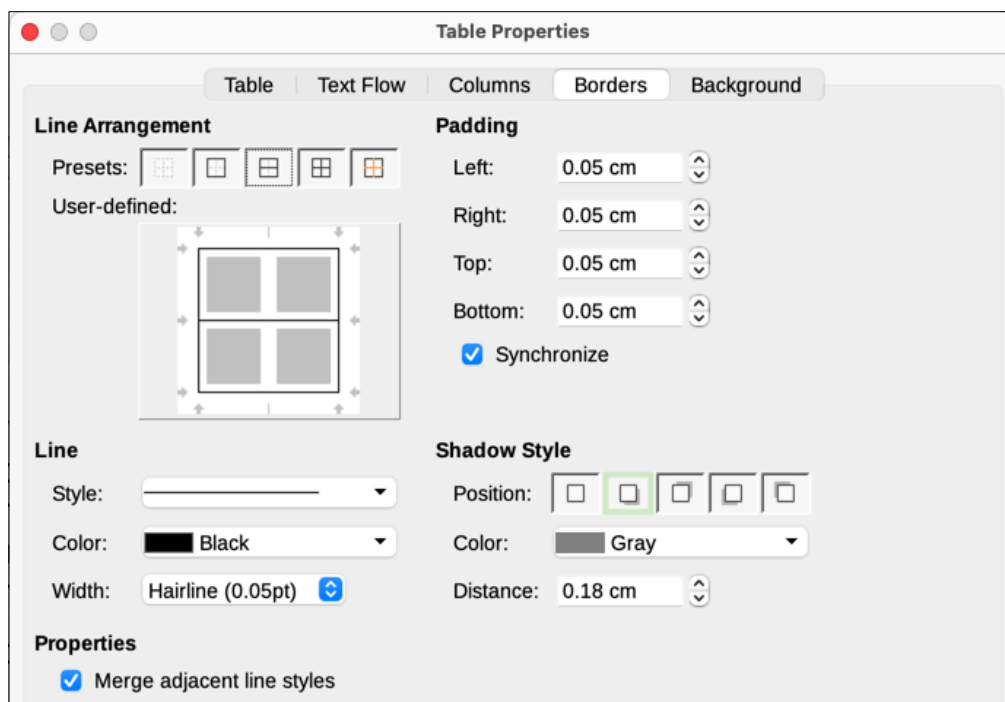 Table Properties
Table Text Flow Columns Borders Background
Line Arrangement
Presets:
User-defined:
Padding
Left: 0.05 cm
Right: 0.05 cm
Top: 0.05 cm
Bottom: 0.05 cm
Synchronize
Line
Style:
Color: Black
Width: Hairline (0.05pt)
Shadow Style
Position:
Color: Gray
Distance: 0.18 cm
Properties
Merge adjacent line styles